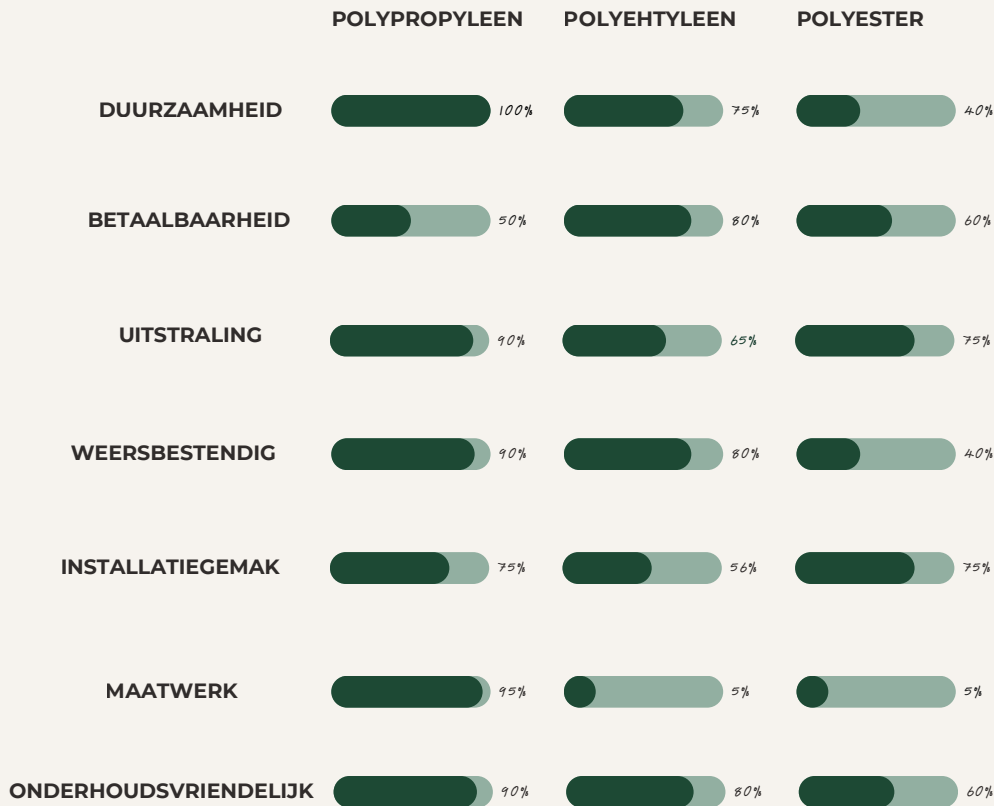 POLYPROPYLEEN POLYEHTYLEEN POLYESTER
DUURZAAMHEID 100% 75% 40%
BETAALBAARHEID 50% 80% 60%
UITSTRALING 90% 65% 75%
WEERSBESTENDIG 90% 80% 40%
INSTALLATIEGEMAK 75% 56% 75%
MAATWERK 95% 5% 5%
ONDERHOUDSVRIENDELIJK 90% 80% 60%